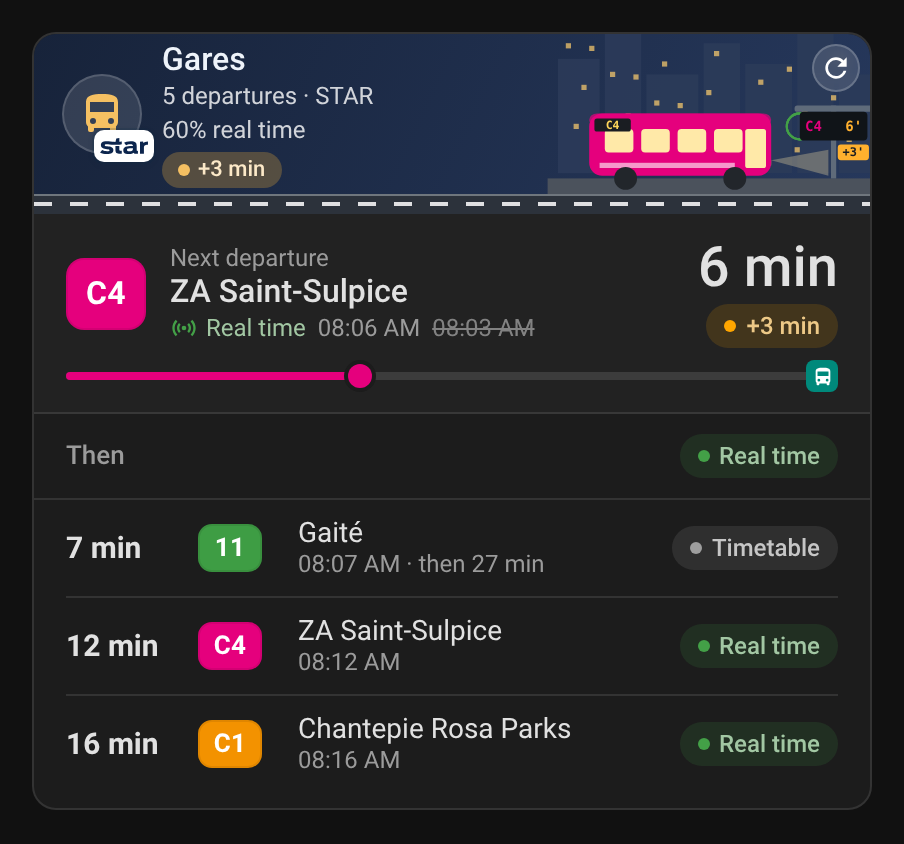 Gares
5 departures · STAR
60% real time
star
+3 min
C4
C4 6'
+3'
Next departure
C4
ZA Saint-Sulpice
Real time 08:06 AM 08:03 AM
6 min
+3 min
Then
Real time
7 min
11
Gaité
08:07 AM · then 27 min
Timetable
12 min
C4
ZA Saint-Sulpice
08:12 AM
Real time
16 min
C1
Chantepie Rosa Parks
08:16 AM
Real time